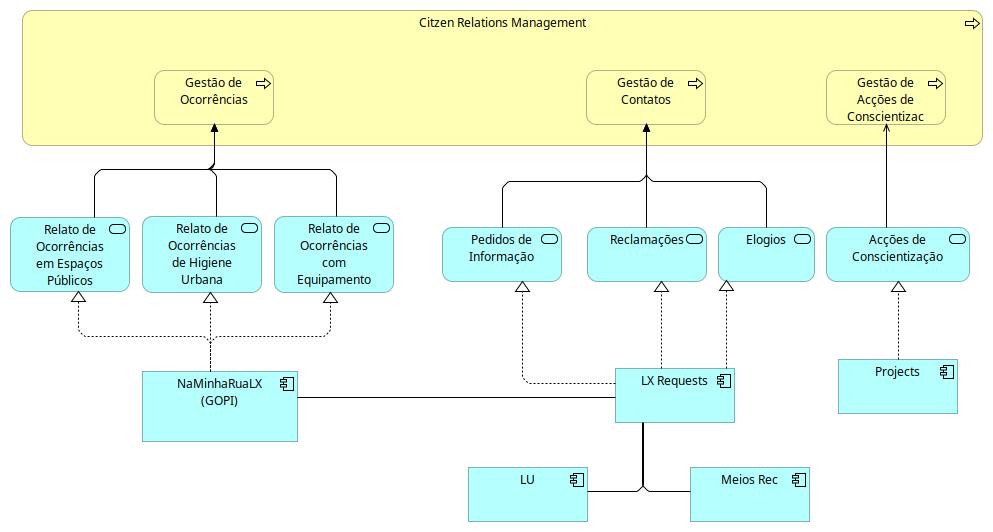 Citzen Relations Management
Gestão de
Ocorrências
Gestão de
Contatos
Gestão de
Acções de
Conscientizac
Relato de
Ocorrências
em Espaços
Públicos
Relato de
Ocorrências
de Higiene
Urbana
Relato de
Ocorrências
com
Equipamento
Pedidos de
Informação
Reclamações
Elogios
Acções de
Conscientização
NaMinhaRuaLX
(GOPI)
LX Requests
Projects
LU
Meios Rec